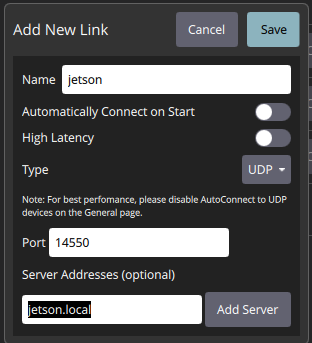 Add New Link
Cancel
Save
Name
jetson
Automatically Connect on Start
High Latency
Type
UDP
Note: For best perfomance, please disable AutoConnect to UDP
devices on the General page.
Port
14550
Server Addresses (optional)
jetson.local
Add Server